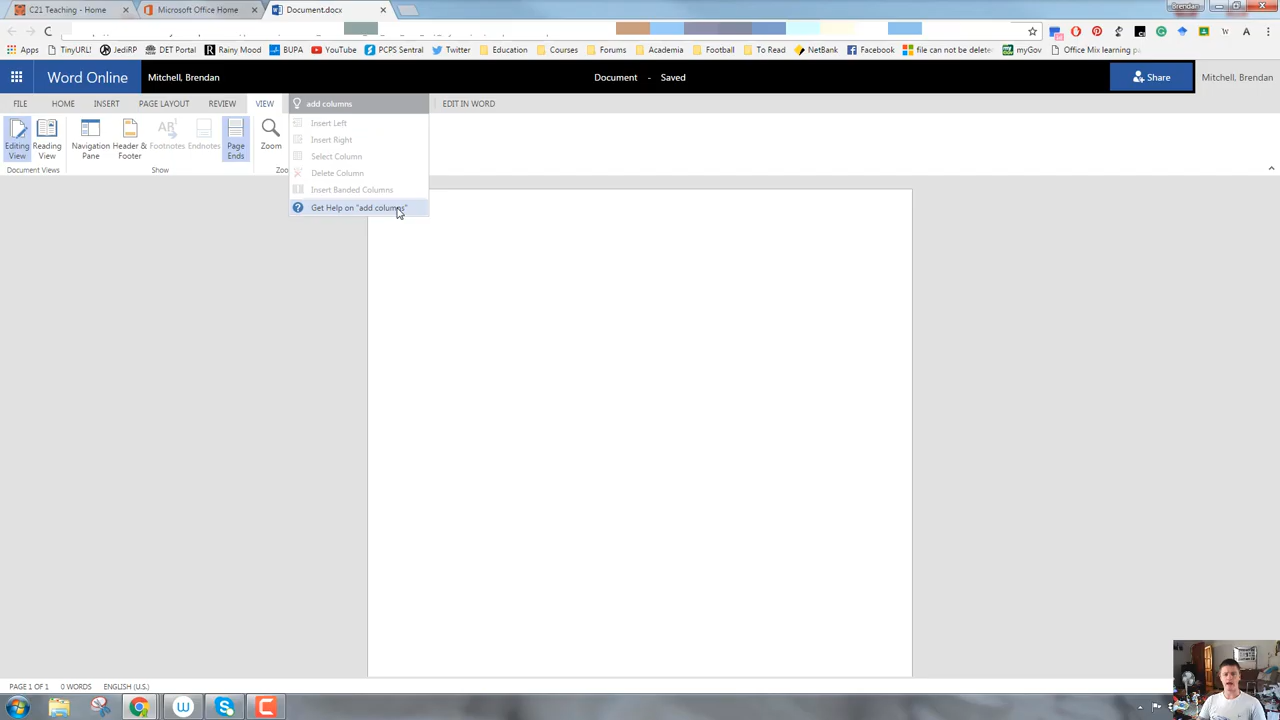 C21 Teaching - Home
Microsoft Office Home
Document.docx
Brendan
Apps TinyURL! JediRP DET Portal Rainy Mood BUPA YouTube PCPS Sentral Twitter Education Courses Forums Academia Football To Read NetBank Facebook file can not be delete myGov Office Mix learning pu
Word Online Mitchell, Brendan Document - Saved Share Mitchell, Brendan
FILE HOME INSERT PAGE LAYOUT REVIEW VIEW add columns EDIT IN WORD
Insert Left
Insert Right
Select Column
Delete Column
Insert Banded Columns
Get Help on "add columns"
Editing View
Reading View
Navigation Pane
Header & Footer
AB1
Footnotes
Endnotes
Page Ends
Zoom
Document Views Show Zoo
PAGE 1 OF 1 0 WORDS ENGLISH (U.S.)